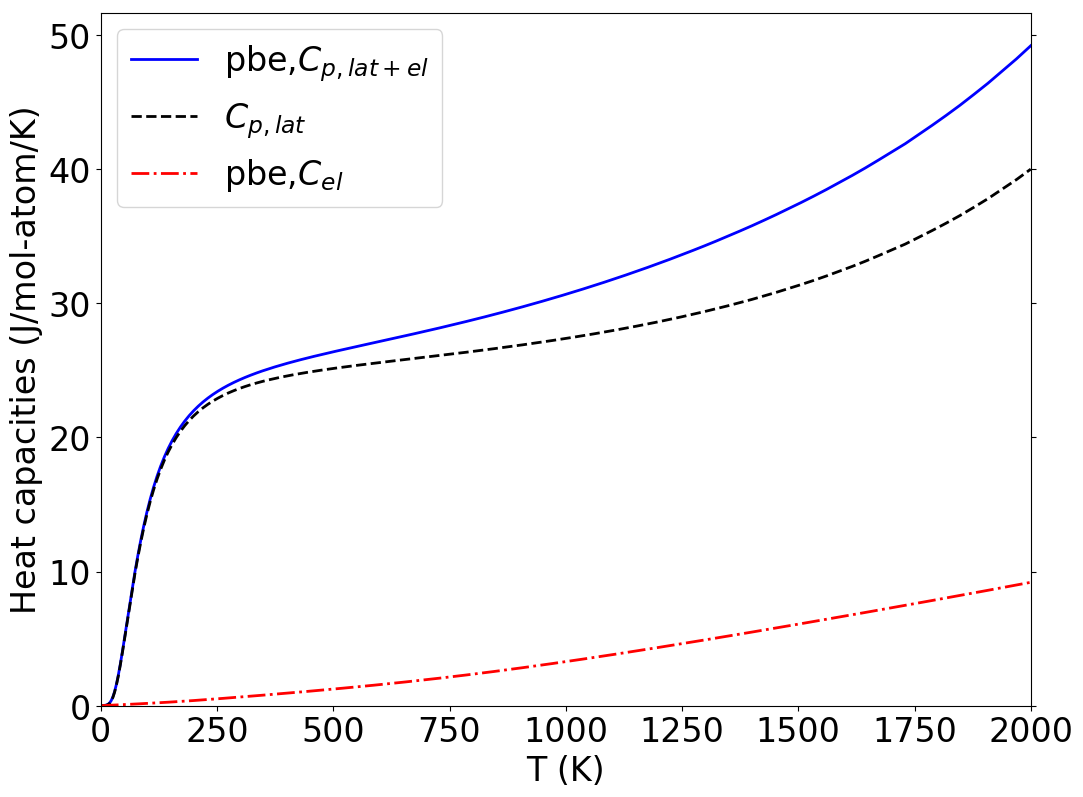 50
40
30
20
10
0
Heat capacities (J/mol-atom/K)
pbe,$C_{p,lat+el}$
$C_{p,lat}$
pbe,$C_{el}$
0 250 500 750 1000 1250 1500 1750 2000
T (K)